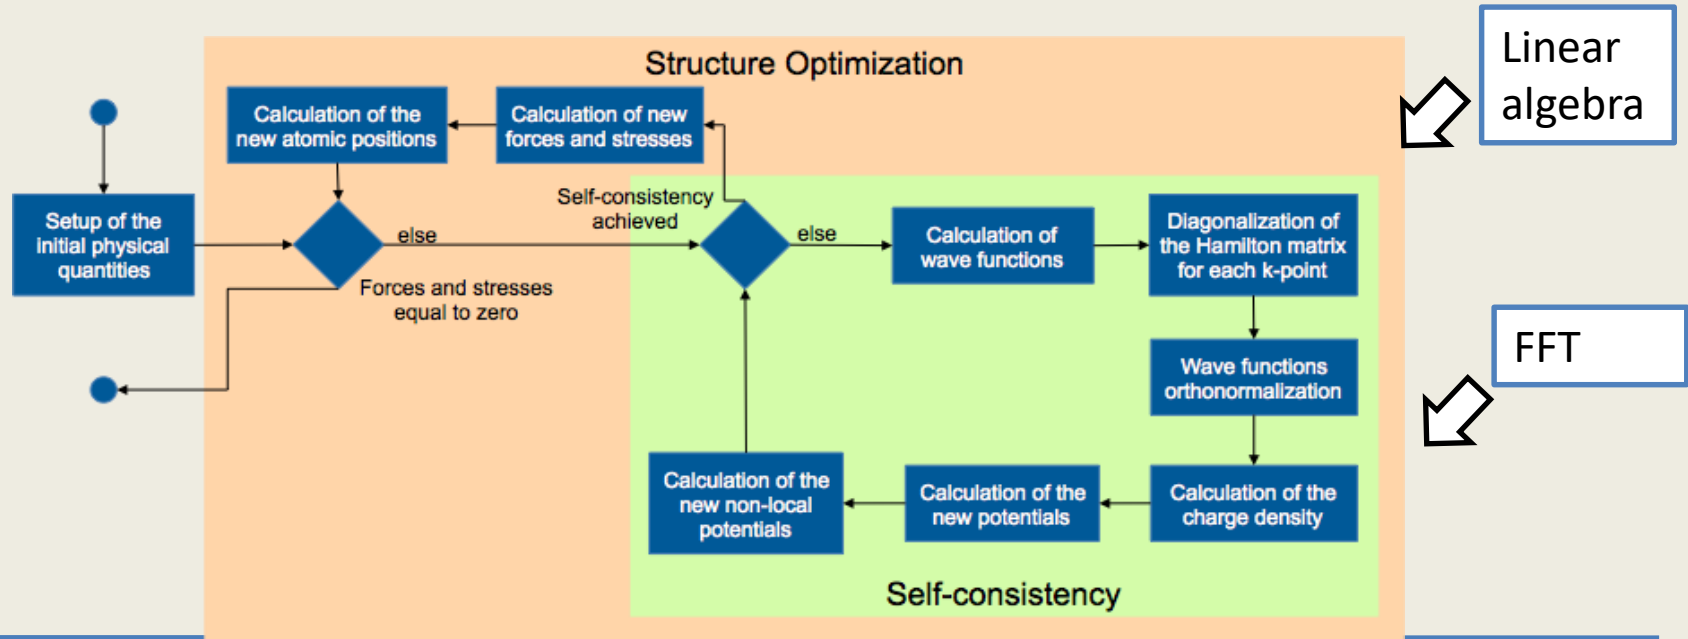 Structure Optimization
Linear
algebra
Calculation of the
new atomic positions
Calculation of new
forces and stresses
Setup of the
initial physical
quantities
else
Forces and stresses
equal to zero
Self-consistency
achieved
else
Calculation of
wave functions
Diagonalization of
the Hamilton matrix
for each k-point
Wave functions
orthonormalization
FFT
Calculation of the
charge density
Calculation of the
new potentials
Calculation of the
new non-local
potentials
Self-consistency